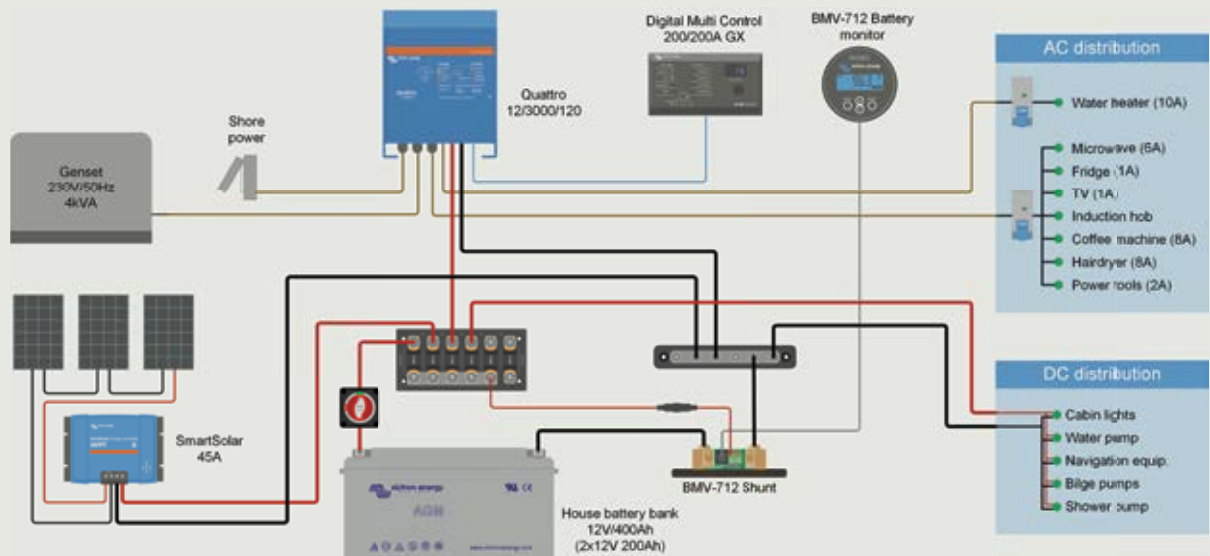 Digital Multi Control
200/200A GX
BMV-712 Battery
monitor
AC distribution
Quattro
12/3000/120
Water heater (10A)
Shore
power
Genset
230V/50Hz
4kVA
Microwave (6A)
Fridge (1A)
TV (1A)
Induction hob
Coffee machine (8A)
Hairdryer (8A)
Power tools (2A)
DC distribution
Cabin lights
Water pump
Navigation equip.
Bilge pumps
Shower pump
SmartSolar
45A
BMV-712 Shunt
victron energy
AGM
House battery bank
12V/400Ah
(2x12V 200Ah)